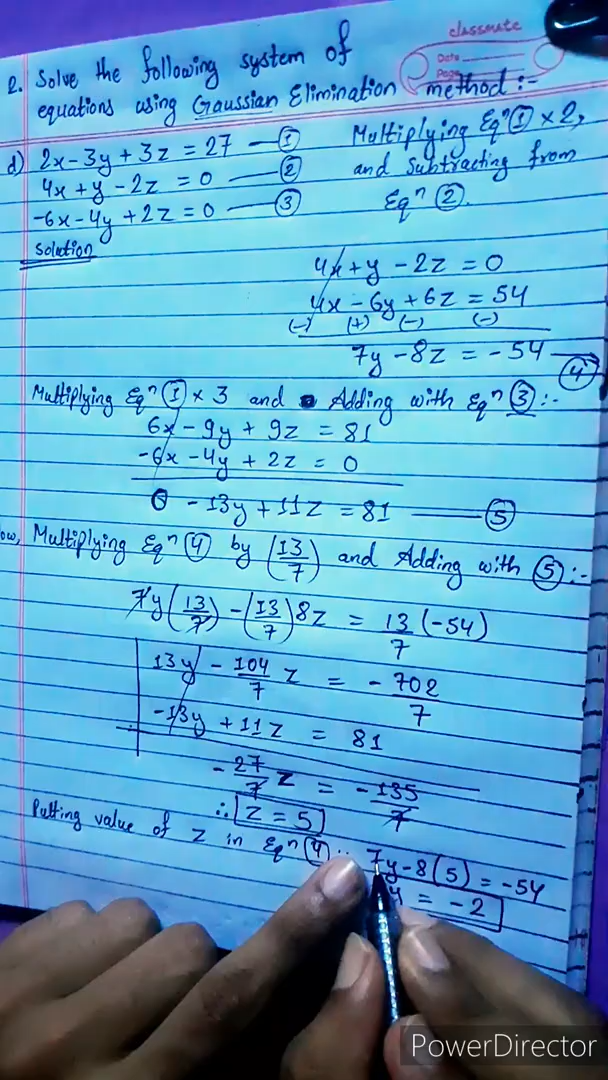 classmate
Date
Page
2. Solve the following system of
equations using Gaussian Elimination method:-
d) 2x - 3y + 3z = 27 — ①
4x + y - 2z = 0 — ②
-6x - 4y + 2z = 0 — ③
Solution
Multiplying Eqⁿ ① × 2,
and Subtracting from
Eqⁿ ②.
4x + y - 2z = 0
4x - 6y + 6z = 54
(-) (+) (-) (-)
7y - 8z = -54 — ④
Multiplying Eqⁿ ① × 3 and Adding with Eqⁿ ③:-
6x - 9y + 9z = 81
-6x - 4y + 2z = 0
0 - 13y + 11z = 81 — ⑤
ow, Multiplying Eqⁿ ④ by (13/7) and Adding with ⑤:-
7y(13/7) - (13/7)8z = 13/7 (-54)
13y - 104/7 z = -702/7
-13y + 11z = 81
-27/7 z = -135/7
∴ z = 5
Putting value of z in Eqⁿ ④:- 7y - 8(5) = -54
y = -2
PowerDirector